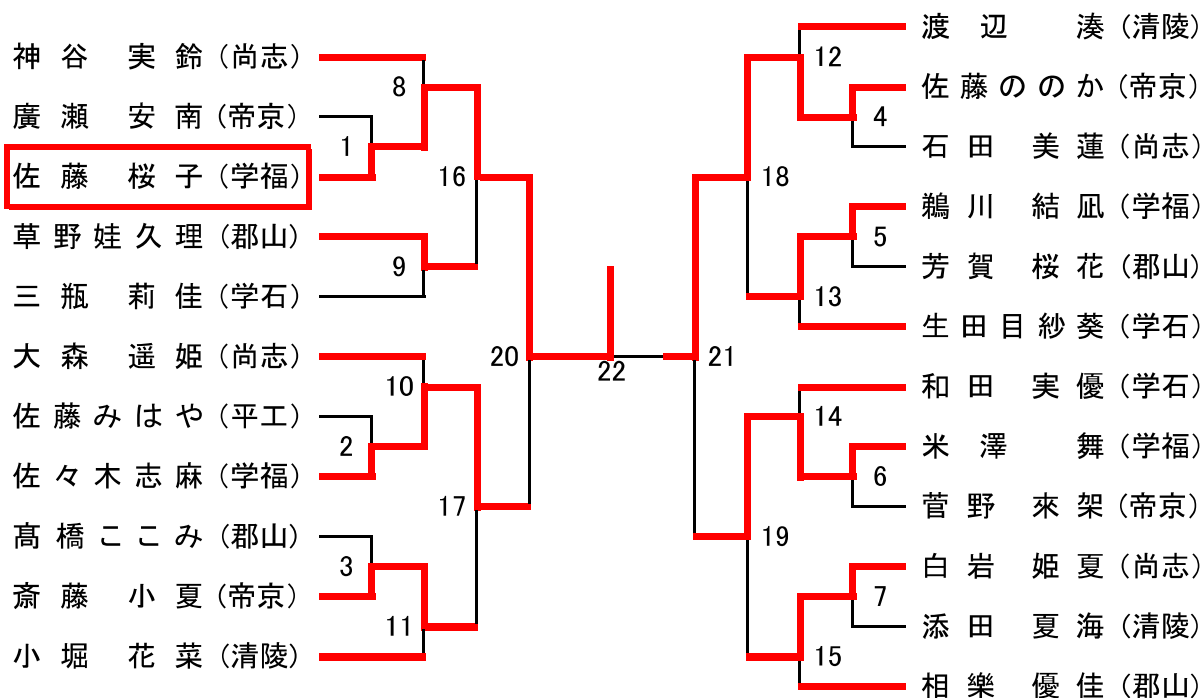 神谷 実鈴（尚志）
廣瀬 安南（帝京）
佐藤 桜子（学福）
草野娃久理（郡山）
三瓶 莉佳（学石）
大森 遥姫（尚志）
佐藤みはや（平工）
佐々木志麻（学福）
髙橋ここみ（郡山）
斎藤 小夏（帝京）
小堀 花菜（清陵）
8
1
16
9
20
10
2
17
3
11
22
12
4
18
5
13
21
14
6
19
7
15
渡辺 湊（清陵）
佐藤ののか（帝京）
石田 美蓮（尚志）
鵜川 結凪（学福）
芳賀 桜花（郡山）
生田目紗葵（学石）
和田 実優（学石）
米澤 舞（学福）
菅野 來架（帝京）
白岩 姫夏（尚志）
添田 夏海（清陵）
相樂 優佳（郡山）